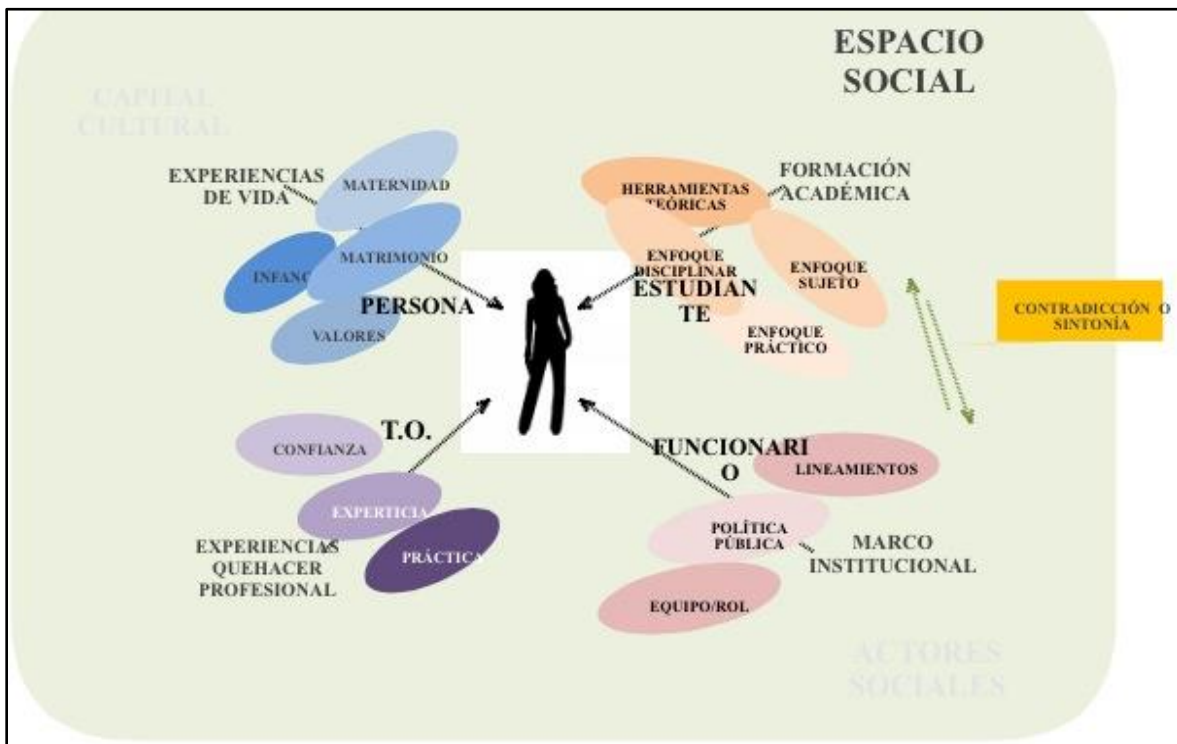 ESPACIO
SOCIAL
CAPITAL
CULTURAL
EXPERIENCIAS
DE VIDA
MATERNIDAD
MATRIMONIO
INFANC
VALORES
PERSONA
HERRAMIENTAS
TEÓRICAS
FORMACIÓN
ACADÉMICA
ENFOQUE
DISCIPLINAR
ENFOQUE
SUJETO
ESTUDIAN
TE
ENFOQUE
PRÁCTICO
CONTRADICCIÓN O
SINTONÍA
T.O.
CONFIANZA
EXPERTICIA
PRÁCTICA
EXPERIENCIAS
QUEHACER
PROFESIONAL
FUNCIONARI
O
LINEAMIENTOS
POLÍTICA
PÚBLICA
MARCO
INSTITUCIONAL
EQUIPO/ROL
ACTORES
SOCIALES